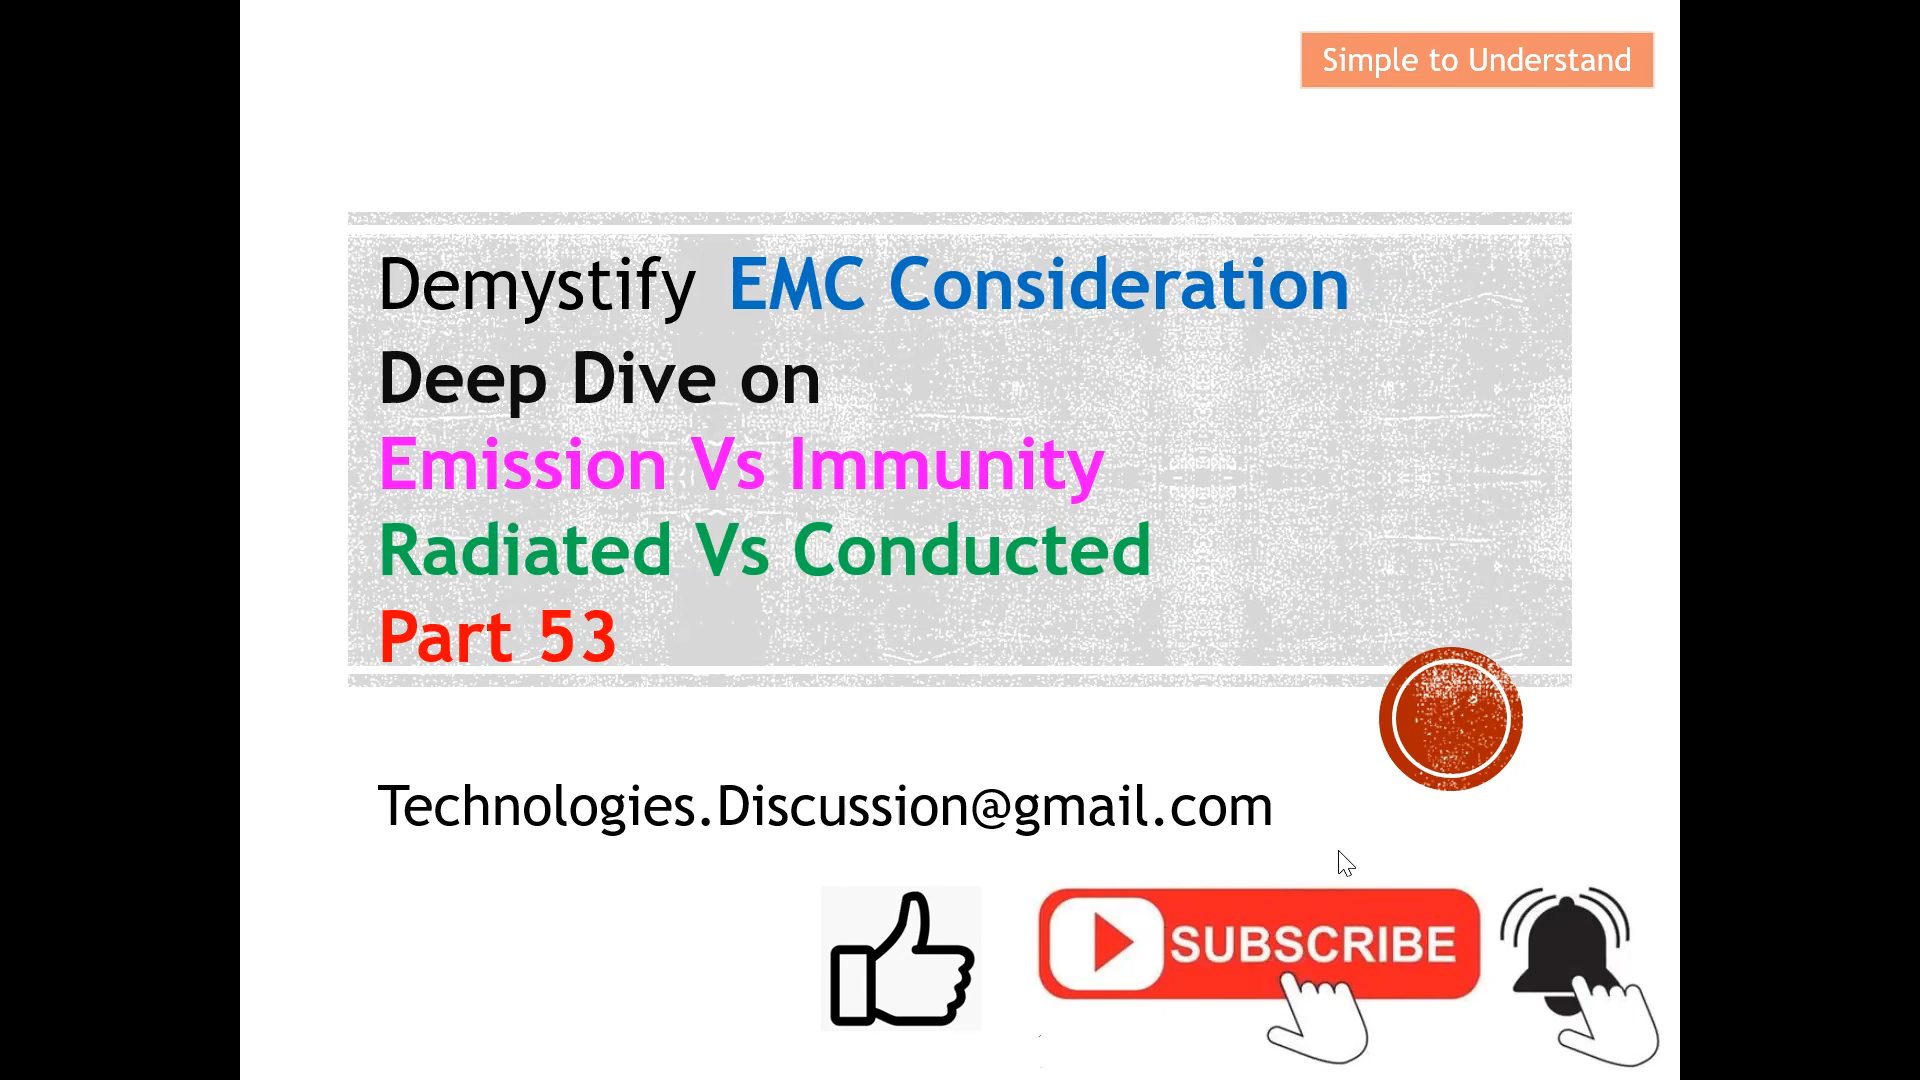 Simple to Understand
Demystify EMC Consideration
Deep Dive on
Emission Vs Immunity
Radiated Vs Conducted
Part 53
Technologies.Discussion@gmail.com
SUBSCRIBE